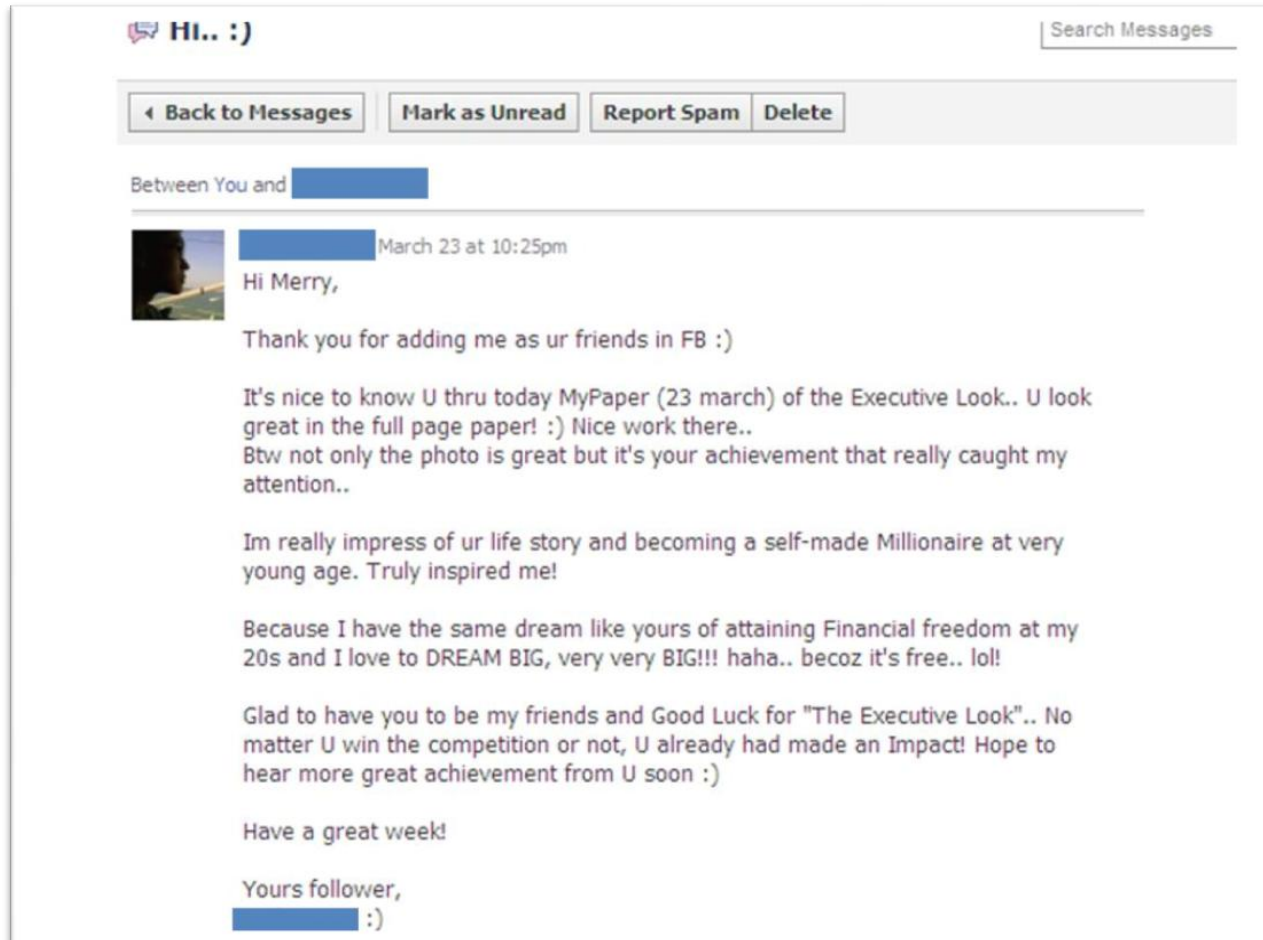 Hi.. :)
Search Messages
Back to Messages
Mark as Unread
Report Spam
Delete
Between You and
March 23 at 10:25pm
Hi Merry,
Thank you for adding me as ur friends in FB :)
It's nice to know U thru today MyPaper (23 march) of the Executive Look.. U look
great in the full page paper! :) Nice work there..
Btw not only the photo is great but it's your achievement that really caught my
attention..
Im really impress of ur life story and becoming a self-made Millionaire at very
young age. Truly inspired me!
Because I have the same dream like yours of attaining Financial freedom at my
20s and I love to DREAM BIG, very very BIG!!! haha.. becoz it's free.. lol!
Glad to have you to be my friends and Good Luck for "The Executive Look".. No
matter U win the competition or not, U already had made an Impact! Hope to
hear more great achievement from U soon :)
Have a great week!
Yours follower,
:)